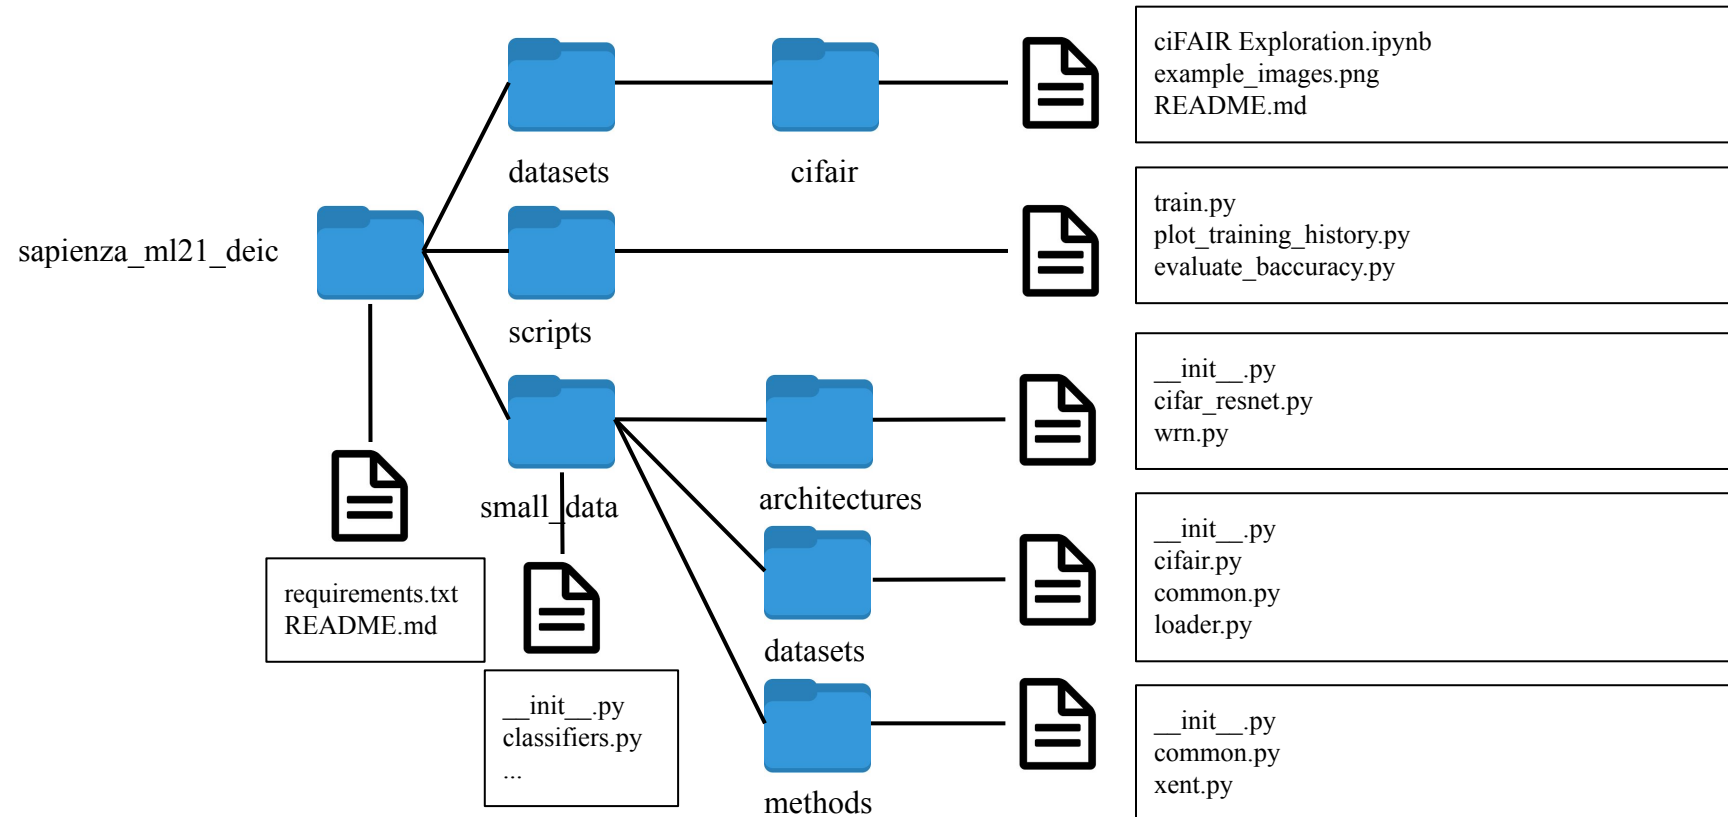 ciFAIR Exploration.ipynb
example_images.png
README.md
datasets
cifair
train.py
plot_training_history.py
evaluate_baccuracy.py
sapienza_ml21_deic
scripts
__init__.py
cifar_resnet.py
wrn.py
small_data
architectures
requirements.txt
README.md
__init__.py
cifair.py
common.py
loader.py
datasets
__init__.py
classifiers.py
...
__init__.py
common.py
xent.py
methods